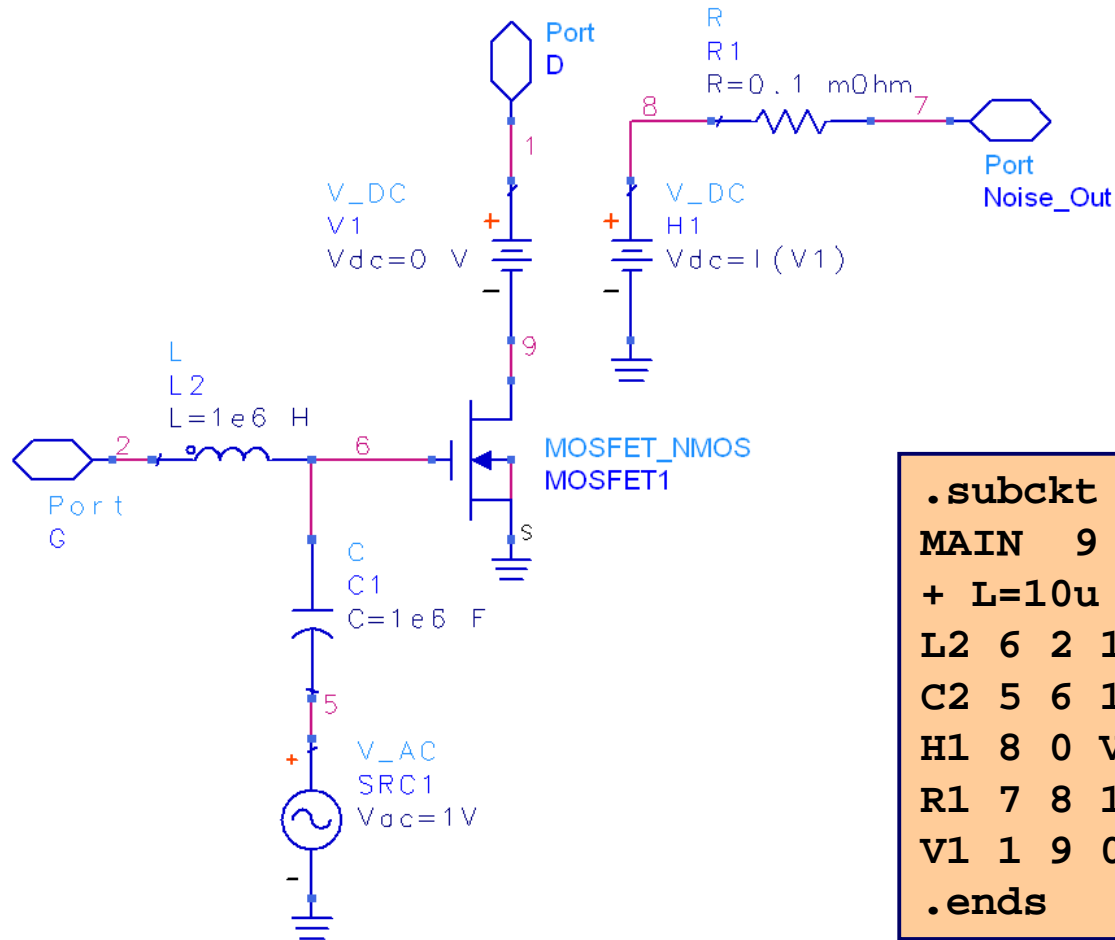 Port
D
R
R1
R=0.1 mOhm
8
7
1
Port
Noise_Out
V_DC
V1
Vdc=0 V
+
-
V_DC
H1
Vdc=I(V1)
+
-
9
L
L2
L=1e6 H
2
6
Port
G
MOSFET_NMOS
MOSFET1
S
C
C1
C=1e6 F
5
V_AC
SRC1
Vac=1V
+
-
.subckt
MAIN 9
+ L=10u
L2 6 2 1
C2 5 6 1
H1 8 0 V
R1 7 8 1
V1 1 9 0
.ends